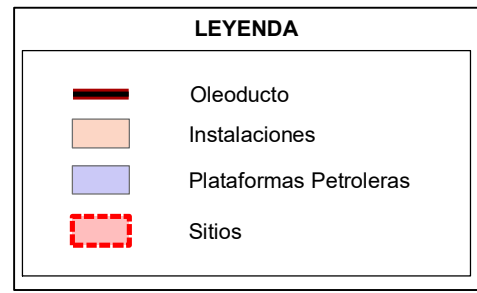 LEYENDA
Oleoducto
Instalaciones
Plataformas Petroleras
Sitios